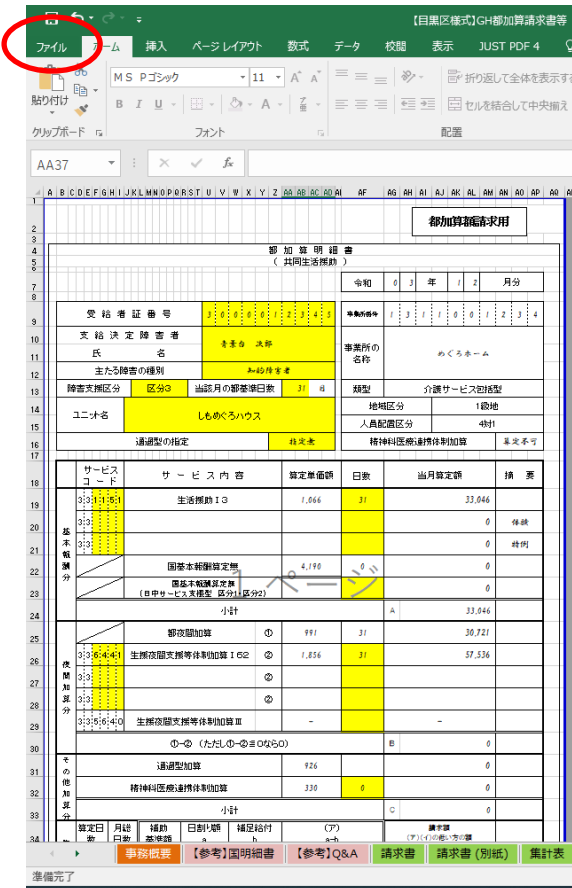 【目黒区様式】GH都加算請求書等
ファイル ホーム 挿入 ページレイアウト 数式 データ 校閲 表示 JUST PDF 4
貼り付け
MS Pゴシック 11 A A 折り返して全体を表示する
B I U A セルを結合して中央揃え
クリップボード フォント 配置
AA37 fx
A B C D E F G H I J K L M N O P Q R S T U V W X Y Z AA AB AC AD AI AF AG AH AI AJ AK AL AM AN AO AP AQ
都加算額請求用
都 加 算 明 細 書
( 共同生活援助 )
令和 0 3 年 1 2 月分
受 給 者 証 番 号 3 0 0 0 0 1 2 3 4 5 事業所番号 1 3 1 1 0 0 1 2 3 4
支 給 決 定 障 害 者
氏 名
青景台 次郎
事業所の
名称
めぐろホーム
主たる障害の種別 知的障害者
障害支援区分 区分3 当該月の都基準日数 31 日 類型 介護サービス包括型
ユニット名 しもめぐろハウス 地域区分 1級地
人員配置区分 4対1
通過型の指定 指定無 精神科医療連携体制加算 算定不可
サービス
コード
サ ー ビ ス 内 容 算定単価額 日数 当月算定額 摘 要
基本報酬分
3 3 1 1 5 1 生活援助Ⅰ3 1,066 31 33,046
3 3 0 体験
3 3 0 特例
国基本報酬算定無 4,190 0 0
国基本報酬算定無
(日中サービス支援型 区分1・区分2) 0
1 ページ
小計 A 33,046
夜間加算分
都夜間加算 ① 991 31 30,721
3 3 6 4 4 1 生援夜間支援等体制加算Ⅰ62 ② 1,856 31 57,536
3 3 ②
3 3 ②
3 3 5 6 4 0 生援夜間支援等体制加算Ⅲ - -
①-② (ただし①-②≦0なら0) B 0
その他加算分
通過型加算 926 0
精神科医療連携体制加算 330 0 0
小計 C 0
算定日
数
月総
日数
補助
基準額
日割り額
a
補足給付
b
(ア)
a-b
請求額
(ア)(イ)の低い方の額
事務概要 【参考】国明細書 【参考】Q&A 請求書 請求書 (別紙) 集計表
準備完了